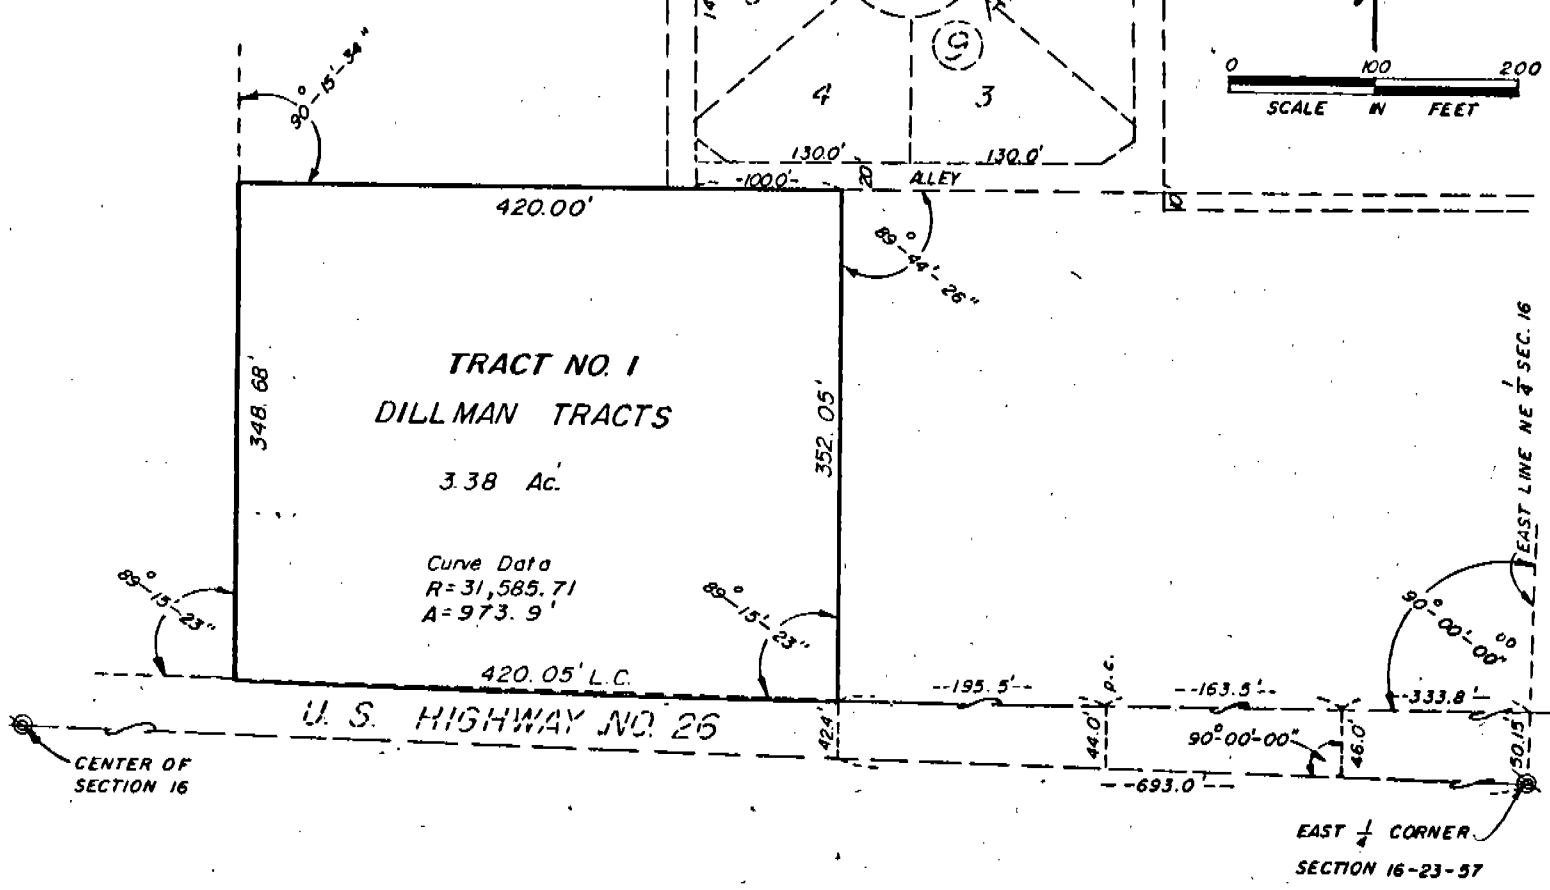 90°-15'-34"
14
G
4
3
0 100 200
SCALE IN FEET
130.0' 130.0'
-100.0'-
20'
ALLEY
10'
420.00'
89°-44'-26"
TRACT NO. 1
DILLMAN TRACTS
3.38 Ac.
348.68'
352.05'
EAST LINE NE 1/4 SEC. 16
Curve Data
R=31,585.71
A=973.9'
89°-15'-23"
89°-15'-23"
90°-00'-00"
00
420.05' L.C.
U. S. HIGHWAY NO. 26
--195.5'-- P.C. --163.5'-- --333.8'--
42.4'
44.0'
90°-00'-00"
46.0'
50.15'
--693.0'--
CENTER OF
SECTION 16
EAST 1/4 CORNER
SECTION 16-23-57